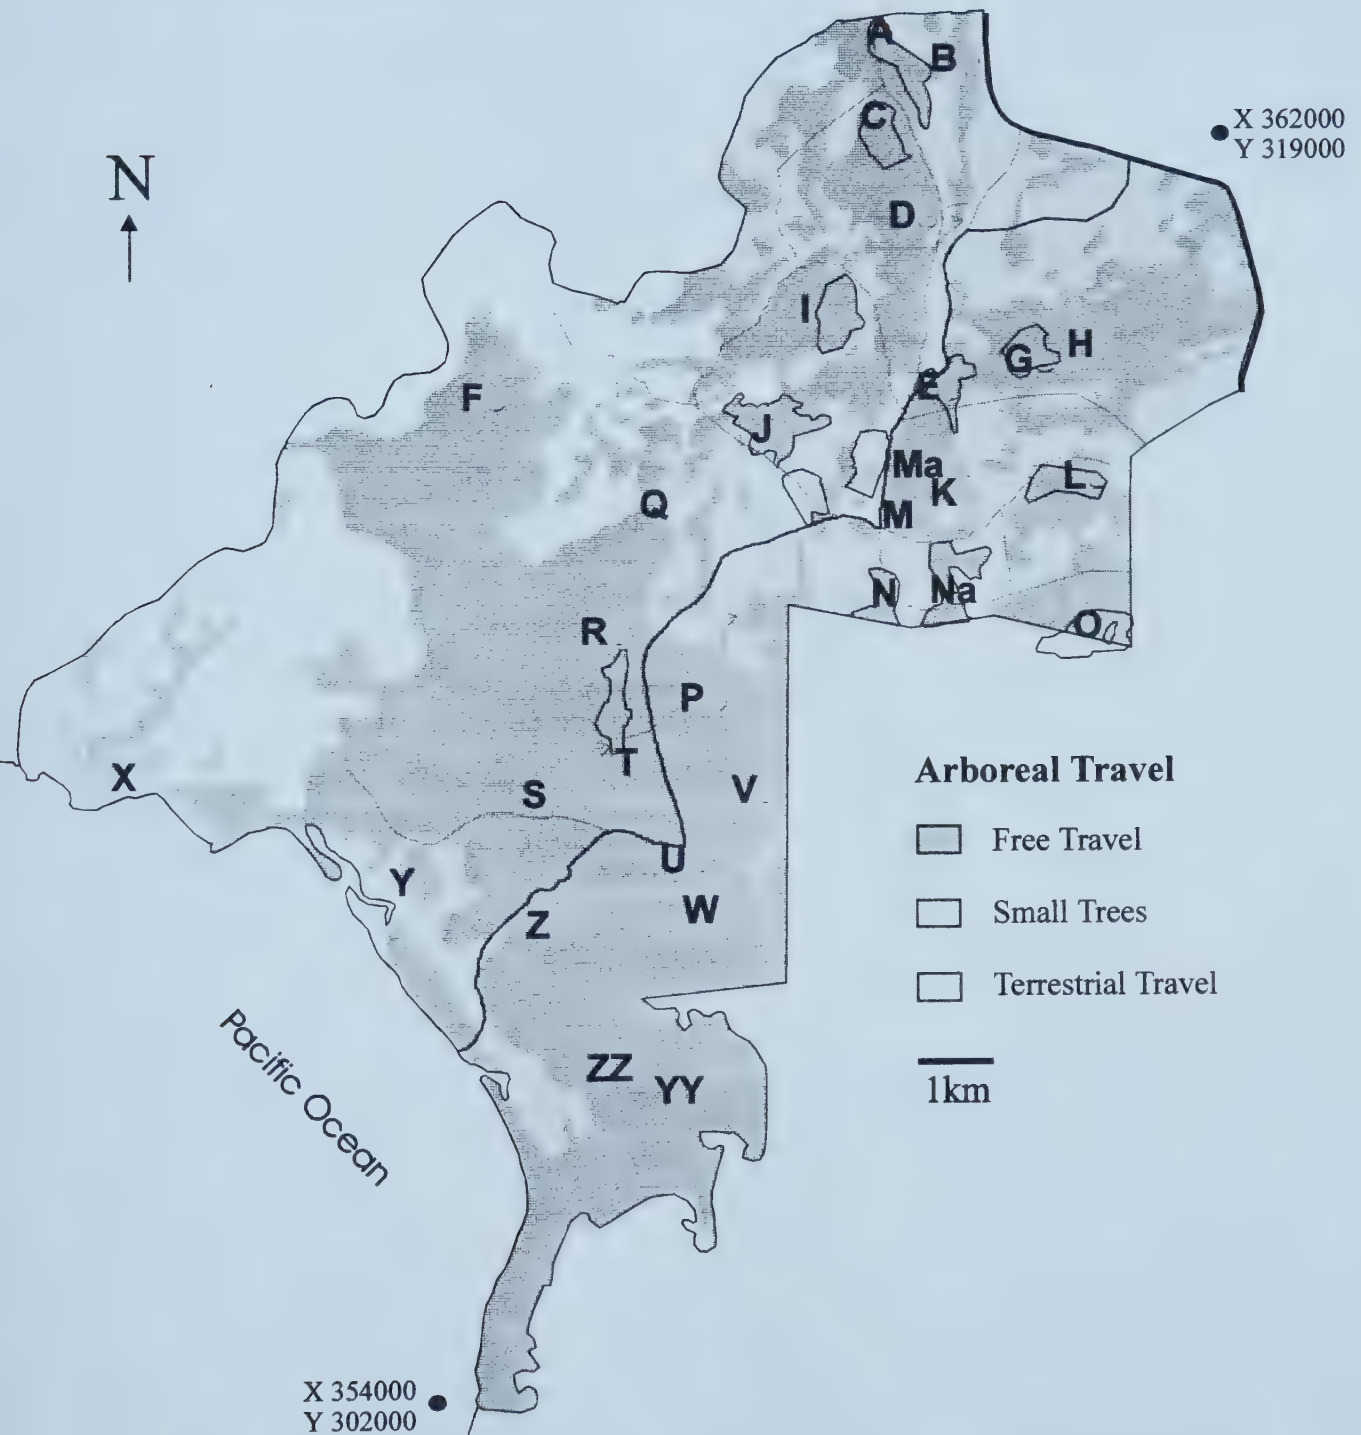 A
B
X 362000
Y 319000
C
N
D
I
G
H
E
F
J
Ma
L
K
Q
M
N
Na
O
R
P
T
Arboreal Travel
X
V
S
Free Travel
U
Y
W
Small Trees
Z
Terrestrial Travel
Pacific Ocean
ZZ
YY
1km
X 354000
Y 302000